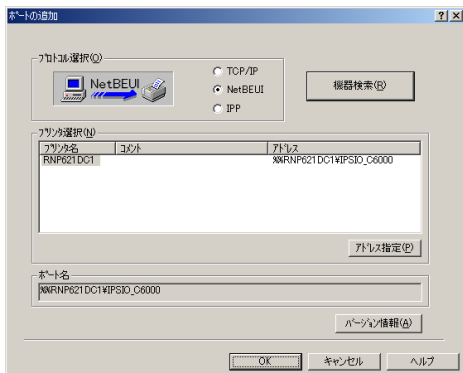 ポートの追加
プロトコル選択(O)
NetBEUI
TCP/IP
NetBEUI
IPP
機器検索(R)
プリンタ選択(N)
プリンタ名 コメント アドレス
RNP621DC1 %%RNP621DC1¥IPSIO_C6000
アドレス指定(P)
ポート名
%%RNP621DC1¥IPSIO_C6000
バージョン情報(A)
OK キャンセル ヘルプ